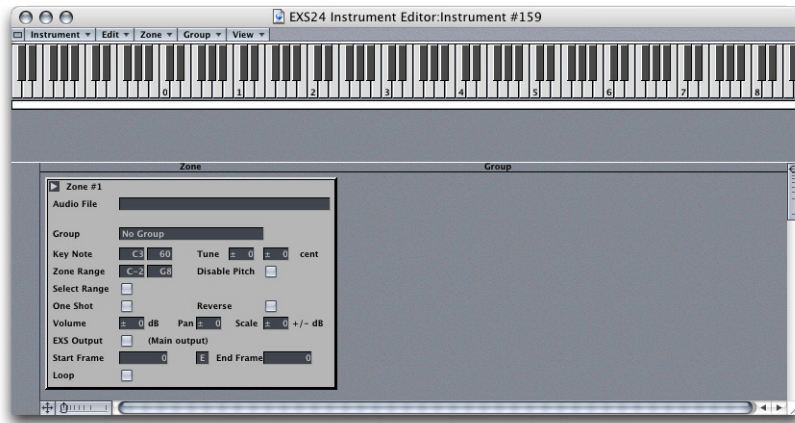 EXS24 Instrument Editor:Instrument #159
Instrument Edit Zone Group View
0 1 2 3 4 5 6 7 8
Zone Group
Zone #1
Audio File
Group No Group
Key Note C3 60 Tune ± 0 ± 0 cent
Zone Range C-2 G8 Disable Pitch
Select Range
One Shot Reverse
Volume ± 0 dB Pan ± 0 Scale ± 0 +/- dB
EXS Output (Main output)
Start Frame 0 E End Frame 0
Loop